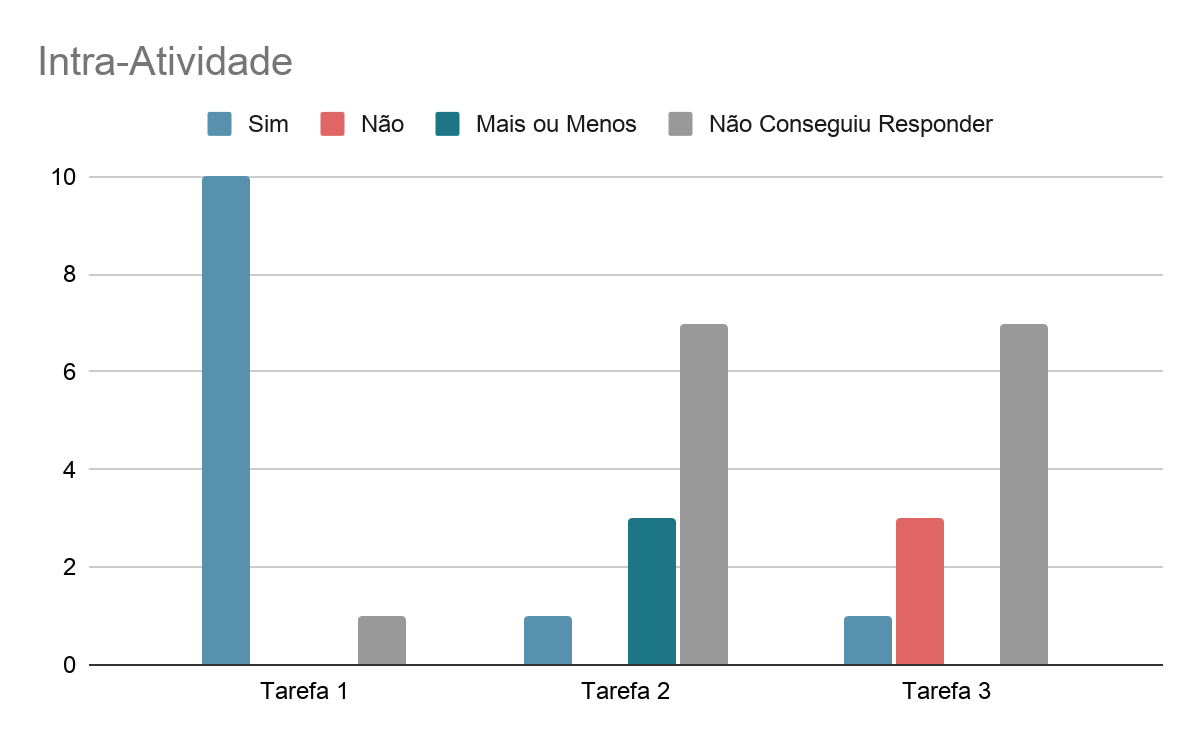 Intra-Atividade
Sim Não Mais ou Menos Não Conseguiu Responder
10
8
6
4
2
0
Tarefa 1 Tarefa 2 Tarefa 3